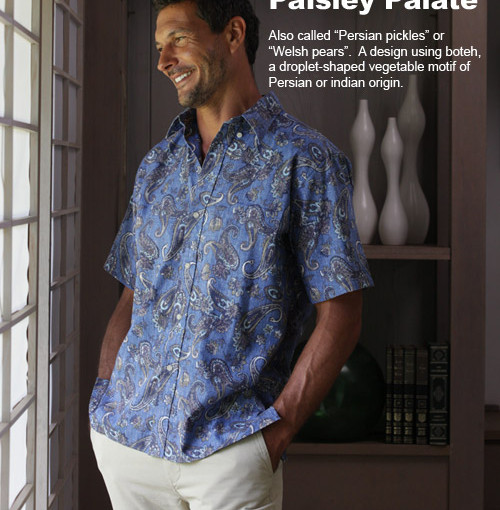 Paisley Palate
Also called “Persian pickles” or
“Welsh pears”.  A design using boteh,
a droplet-shaped vegetable motif of
Persian or indian origin.